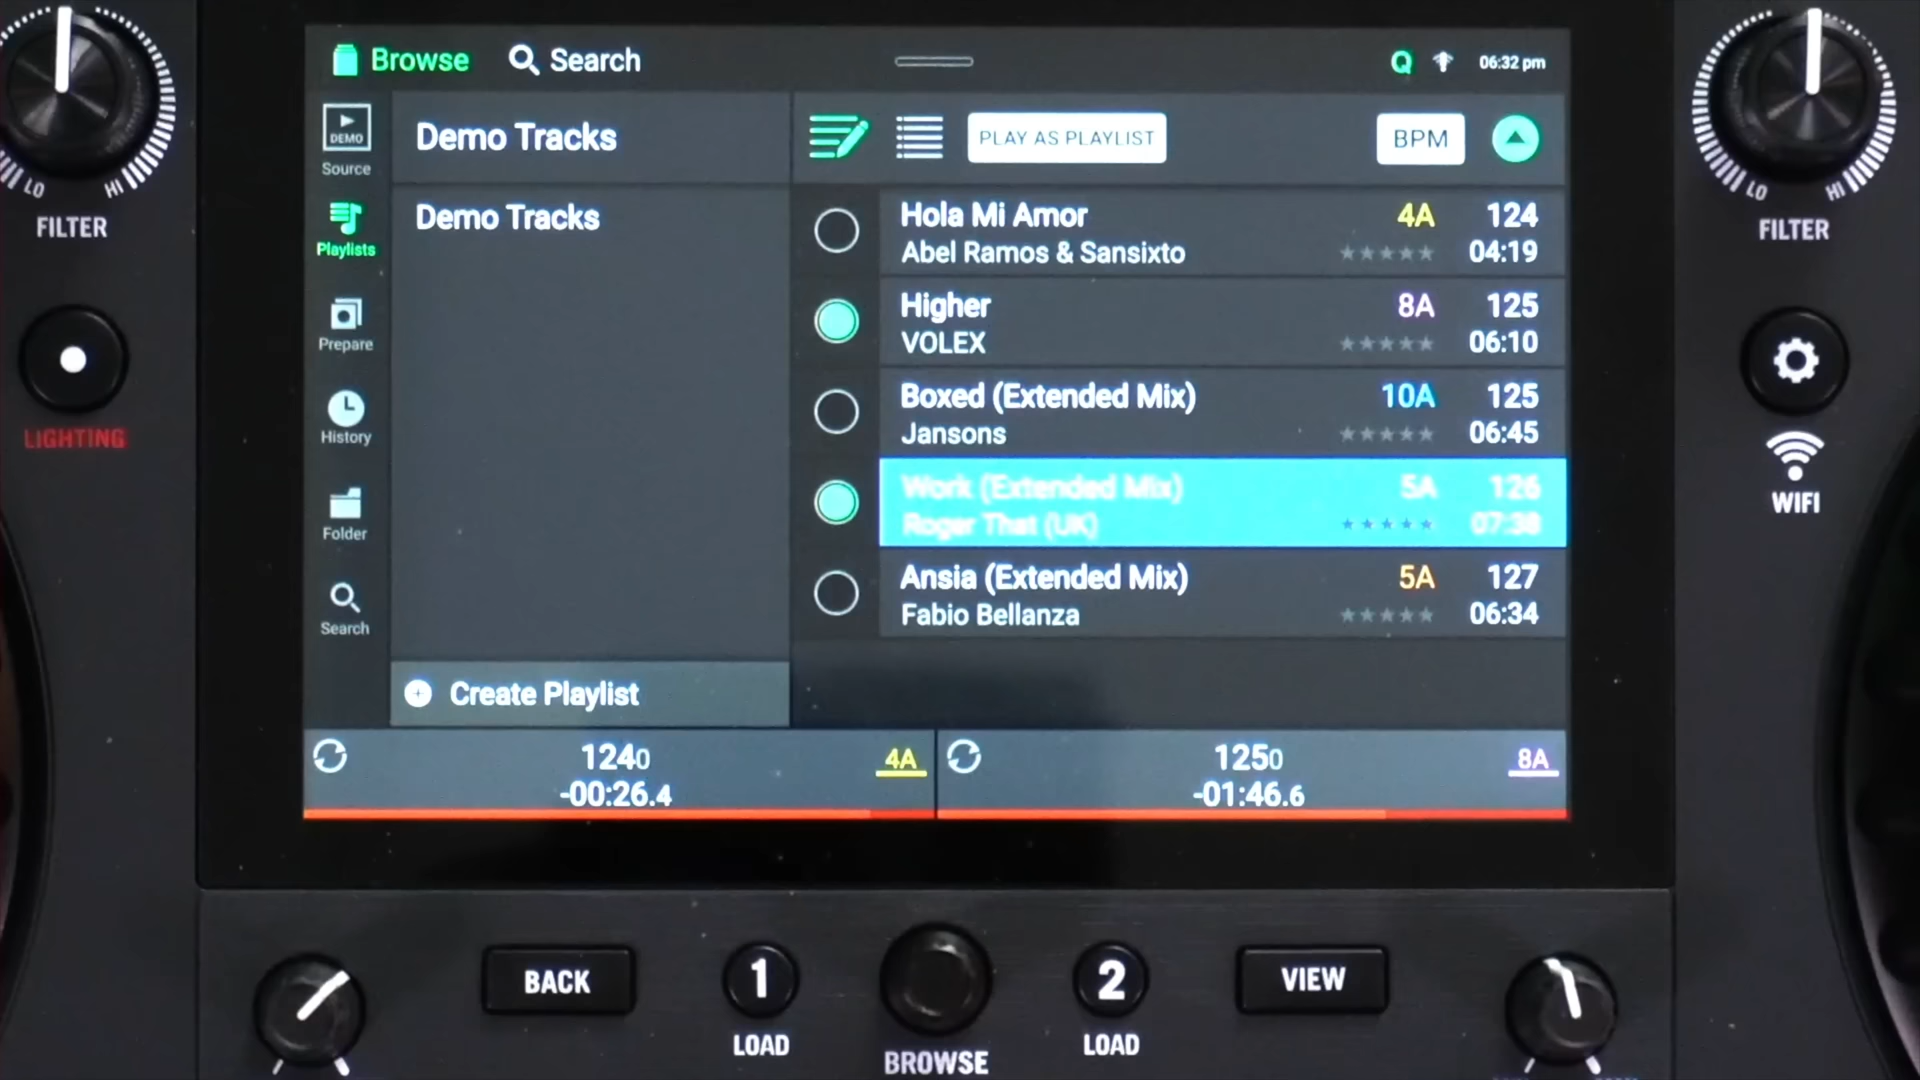 Browse
Search
Q
06:32 pm
DEMO
Source
Demo Tracks
PLAY AS PLAYLIST
BPM
LO
HI
FILTER
LO
HI
FILTER
Playlists
Demo Tracks
Hola Mi Amor
4A
124
Abel Ramos & Sansixto
04:19
Prepare
Higher
8A
125
VOLEX
06:10
LIGHTING
History
Boxed (Extended Mix)
10A
125
Jansons
06:45
WIFI
Folder
Work (Extended Mix)
5A
126
Roger That (UK)
07:38
Search
Ansia (Extended Mix)
5A
127
Fabio Bellanza
06:34
Create Playlist
1240
4A
-00:26.4
1250
8A
-01:46.6
BACK
1
LOAD
BROWSE
2
LOAD
VIEW